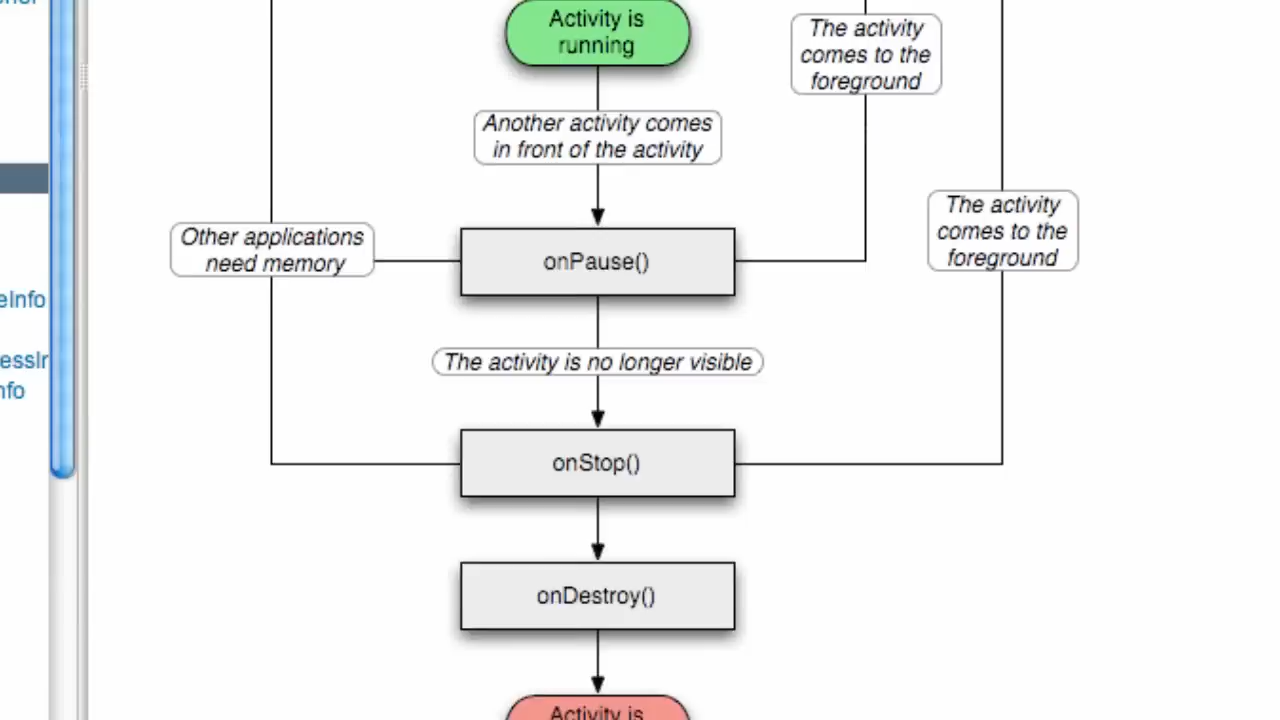 Activity is
running
The activity
comes to the
foreground
Another activity comes
in front of the activity
The activity
comes to the
foreground
Other applications
need memory
onPause()
The activity is no longer visible
onStop()
onDestroy()
Activity is
eInfo
nfo